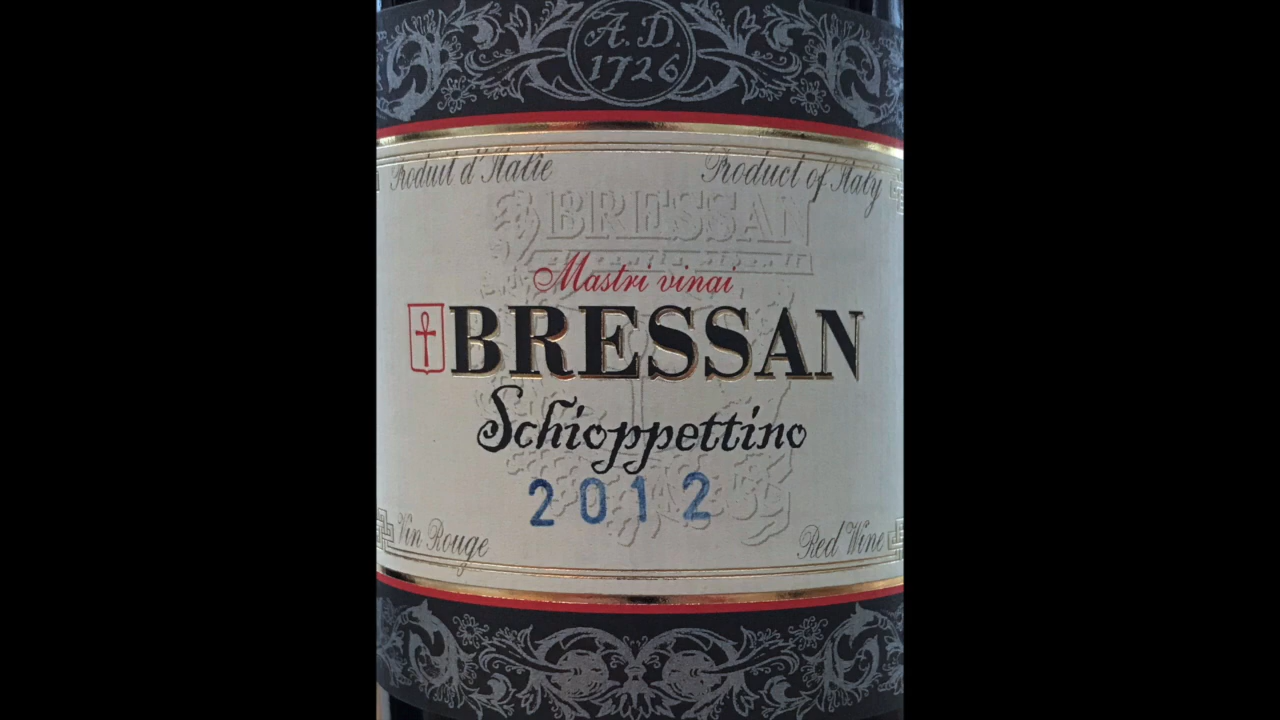 A. D.
1726
Produit d'Italie Product of Italy
BRESSAN
Mastri vinai
BRESSAN
Schioppettino
2012
Vin Rouge Red Wine